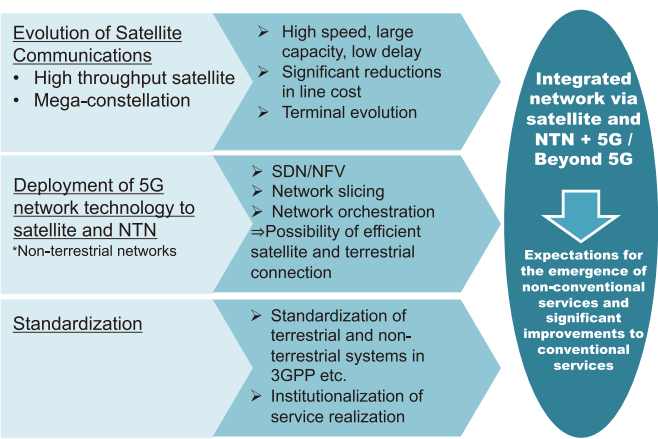 Evolution of Satellite
Communications
• High throughput satellite
• Mega-constellation
➢ High speed, large
capacity, low delay
➢ Significant reductions
in line cost
➢ Terminal evolution
Deployment of 5G
network technology to
satellite and NTN
*Non-terrestrial networks
➢ SDN/NFV
➢ Network slicing
➢ Network orchestration
⇒Possibility of efficient
satellite and terrestrial
connection
Standardization
➢ Standardization of
terrestrial and non-
terrestrial systems in
3GPP etc.
➢ Institutionalization of
service realization
Integrated
network via
satellite and
NTN + 5G /
Beyond 5G
Expectations for
the emergence of
non-conventional
services and
significant
improvements to
conventional
services